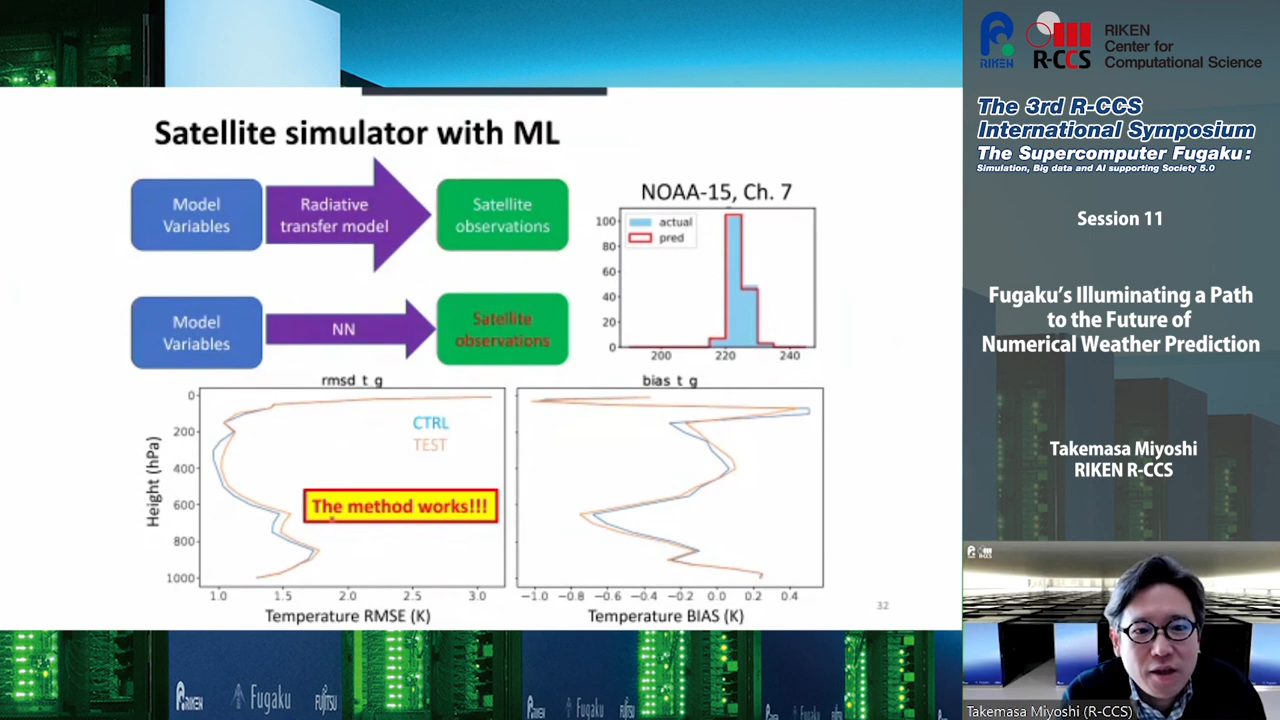 Satellite simulator with ML
Model
Variables
Radiative
transfer model
Satellite
observations
Model
Variables
NN
Satellite
observations
NOAA-15, Ch. 7
actual
pred
100
80
60
40
20
0
200
220
240
rmsd t g
CTRL
TEST
The method works!!!
Height (hPa)
0
200
400
600
800
1000
1.0
1.5
2.0
2.5
3.0
Temperature RMSE (K)
bias t g
−1.0
−0.8
−0.6
−0.4
−0.2
0.0
0.2
0.4
Temperature BIAS (K)
32
RIKEN
Fugaku
FUJITSU
RIKEN
Fugaku
FUJITSU
RIKEN
RIKEN
R-CCS
RIKEN
Center for
Computational Science
The 3rd R-CCS
International Symposium
The Supercomputer Fugaku:
Simulation, Big data and AI supporting Society 5.0
Session 11
Fugaku's Illuminating a Path
to the Future of
Numerical Weather Prediction
Takemasa Miyoshi
RIKEN R-CCS
Takemasa Miyoshi (R-CCS)